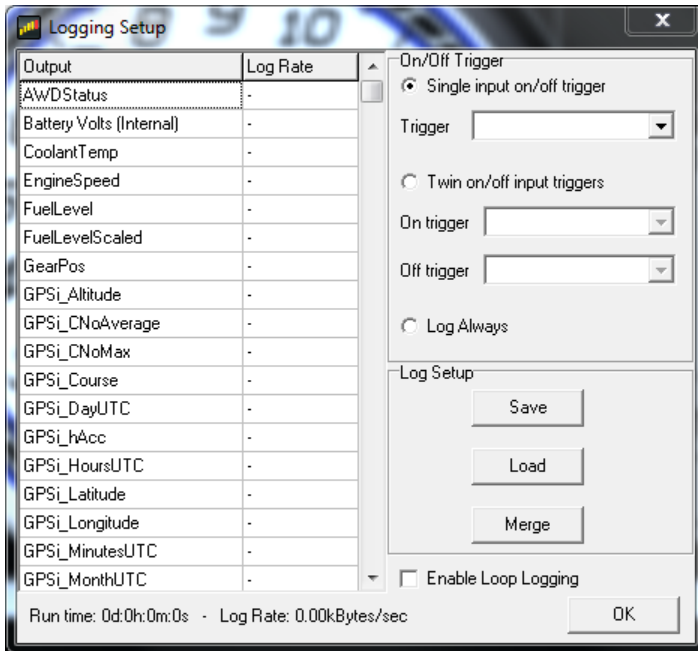 8 9 10
Logging Setup
x
Output Log Rate
AWDStatus -
Battery Volts (Internal) -
CoolantTemp -
EngineSpeed -
FuelLevel -
FuelLevelScaled -
GearPos -
GPSi_Altitude -
GPSi_CNoAverage -
GPSi_CNoMax -
GPSi_Course -
GPSi_DayUTC -
GPSi_hAcc -
GPSi_HoursUTC -
GPSi_Latitude -
GPSi_Longitude -
GPSi_MinutesUTC -
GPSi_MonthUTC -
On/Off Trigger
Single input on/off trigger
Trigger
Twin on/off input triggers
On trigger
Off trigger
Log Always
Log Setup
Save
Load
Merge
Enable Loop Logging
Run time: 0d:0h:0m:0s - Log Rate: 0.00kBytes/sec
OK